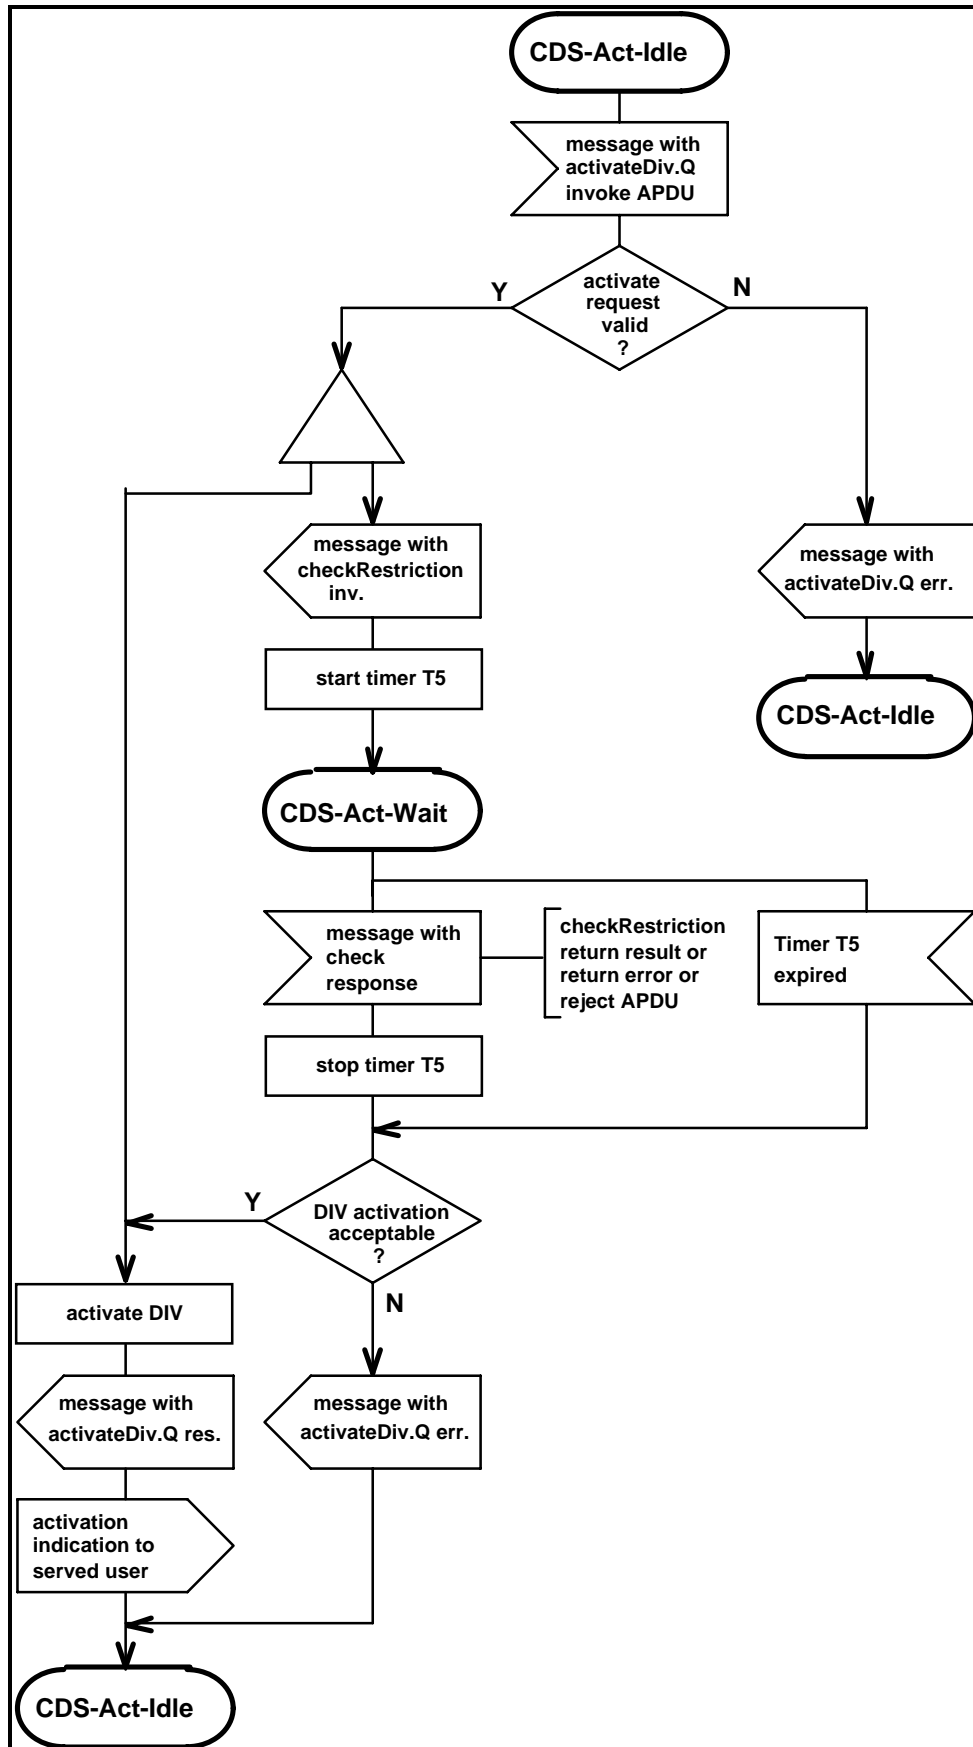 CDS-Act-Idle
message with
activateDiv.Q
invoke APDU
activate
request
valid
?
Y
N
message with
checkRestriction
inv.
message with
activateDiv.Q err.
start timer T5
CDS-Act-Idle
CDS-Act-Wait
message with
check
response
checkRestriction
return result or
return error or
reject APDU
Timer T5
expired
stop timer T5
Y
DIV activation
acceptable
?
N
activate DIV
message with
activateDiv.Q res.
message with
activateDiv.Q err.
activation
indication to
served user
CDS-Act-Idle